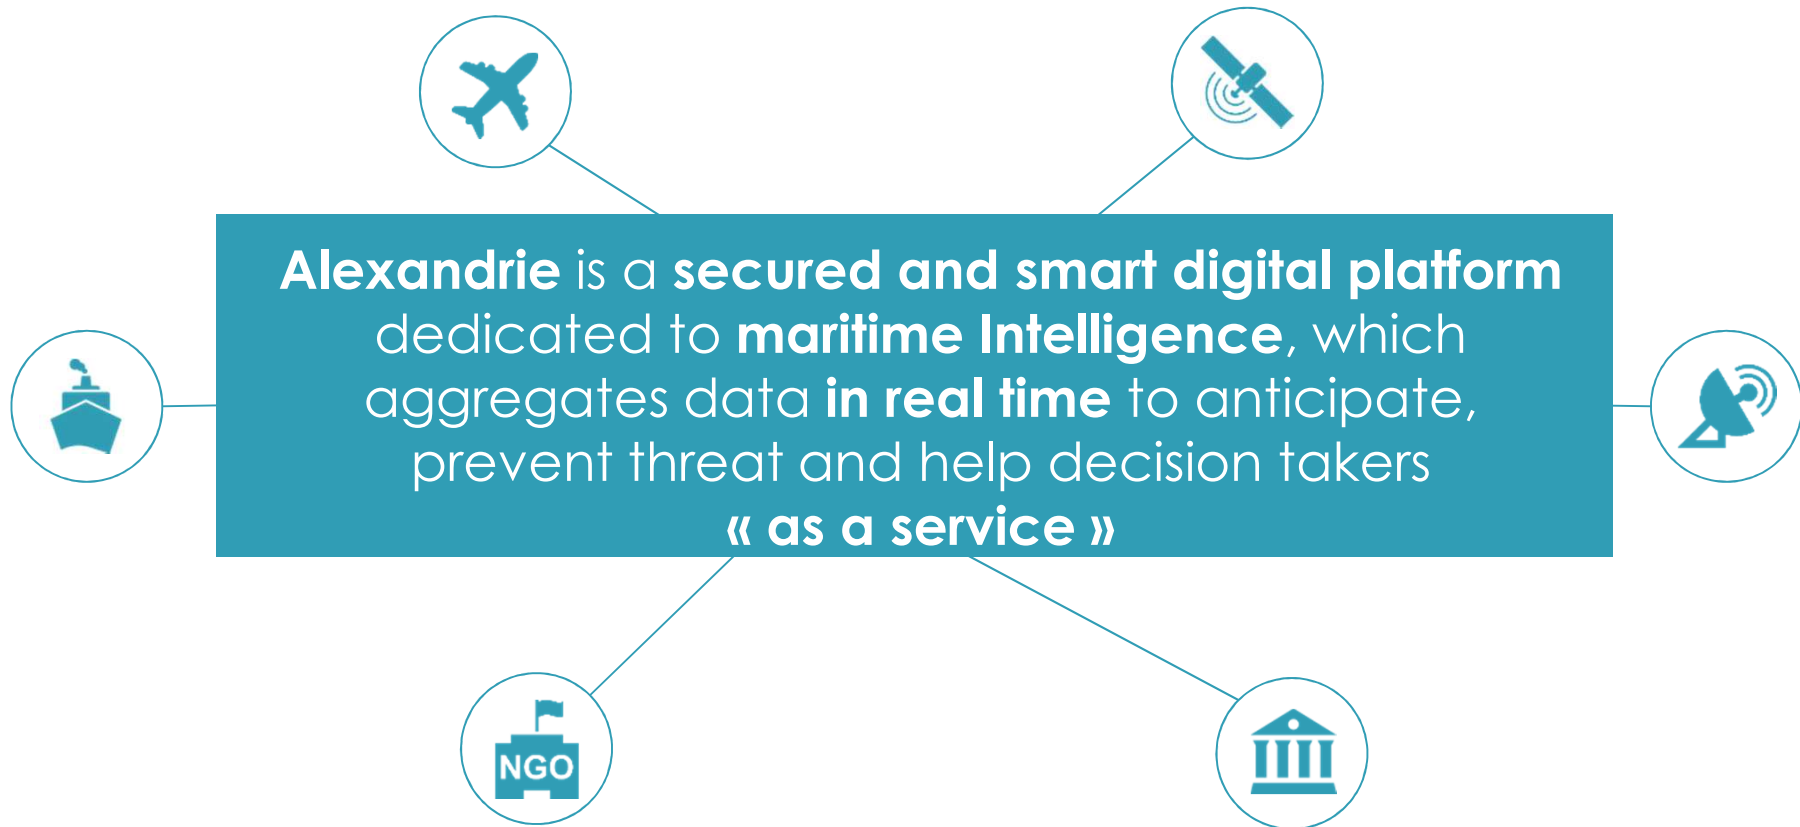 Alexandrie is a secured and smart digital platform
dedicated to maritime Intelligence, which
aggregates data in real time to anticipate,
prevent threat and help decision takers
« as a service »
NGO